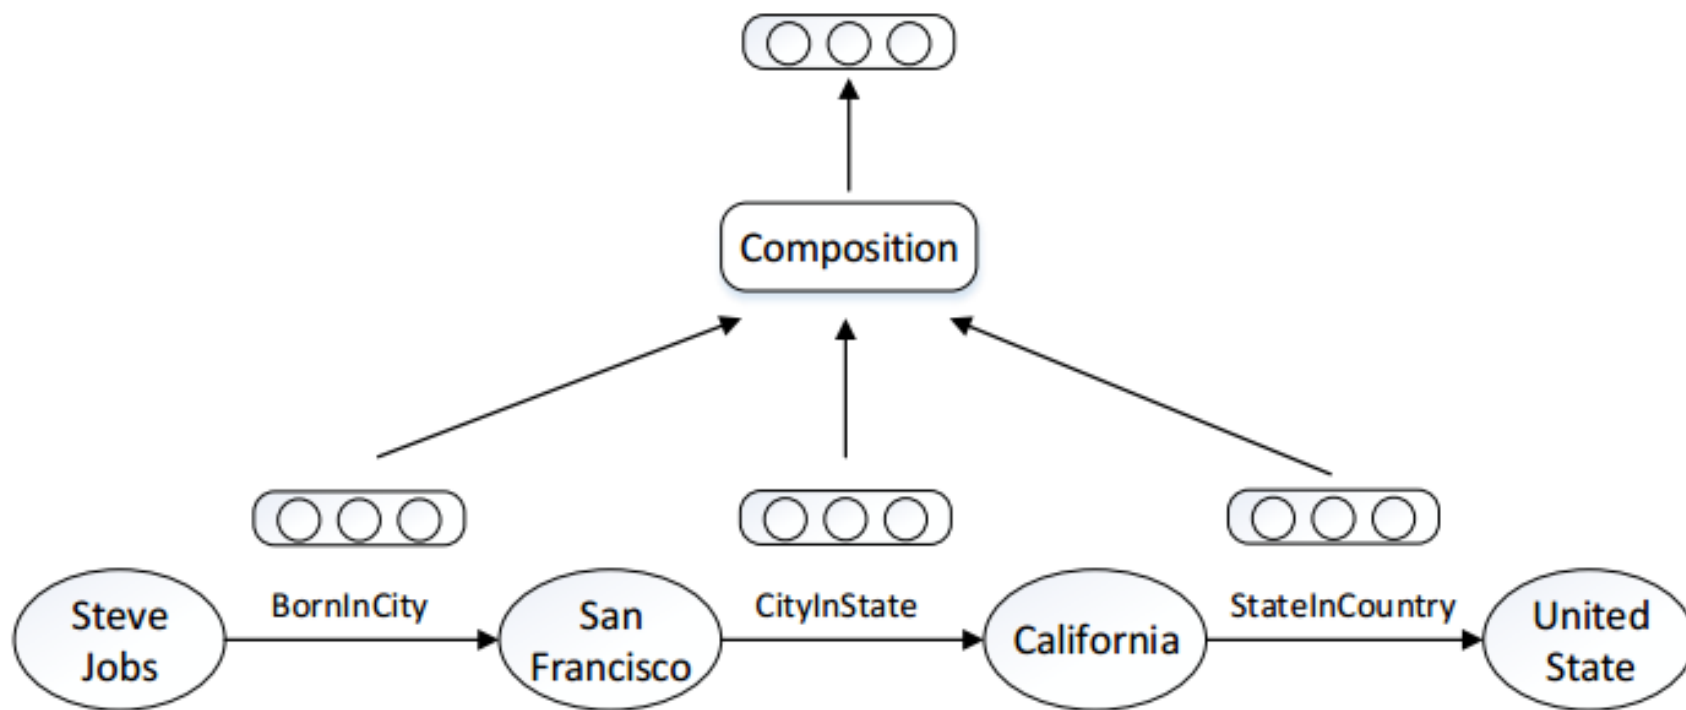 Composition
BornInCity
CityInState
StateInCountry
Steve
Jobs
San
Francisco
California
United
State